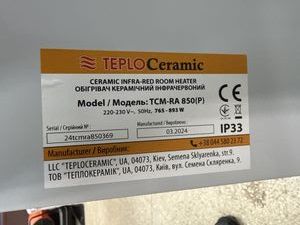 TEPLOCeramic
CERAMIC INFRA-RED ROOM HEATER
ОБІГРІВАЧ КЕРАМІЧНИЙ ІНФРАЧЕРВОНИЙ
Model / Модель: TCM-RA 850(P)
220-230 V~, 50Hz, 765 - 893 W
CE
Serial / Серійний №:
24tcmra850369
Manufactured / Виготовлено:
03.2024
IP33
Manufacturer / Виробник:
+38 044 580 23 72
LLC "TEPLOCERAMIC", UA, 04073, Kiev, Semena Sklyarenka, str. 9.
ТОВ "ТЕПЛОКЕРАМІК", UA, 04073, Київ, вул. Семена Скляренка, 9.